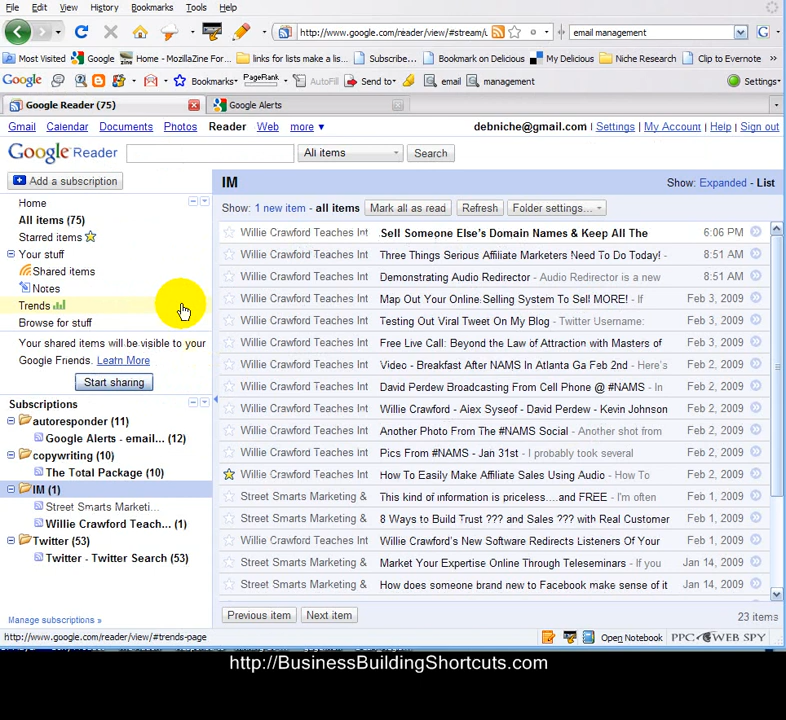 Edit View History Bookmarks Tools Help
http://www.google.com/reader/view/#stream/u email management
Most Visited Google Home - MozillaZine For... links for lists make a l... Subscribe... Bookmark on Delicious My Delicious Niche Research Clip to Evernote
Google Bookmarks PageRank AutoFill Send to email management Settings
Google Reader (75) Google Alerts
Gmail Calendar Documents Photos Reader Web more ▼ debniche@gmail.com | Settings | My Account | Help | Sign out
Google Reader All items Search
Add a subscription IM Show: Expanded - List
Home Show: 1 new item - all items Mark all as read Refresh Folder settings...
All items (75)
Starred items
Your stuff
Shared items
Notes
Trends
Browse for stuff
Your shared items will be visible to your
Google Friends. Learn More
Start sharing
Subscriptions
autoresponder (11)
Google Alerts - email... (12)
copywriting (10)
The Total Package (10)
IM (1)
Street Smarts Marketi...
Willie Crawford Teach... (1)
Twitter (53)
Twitter - Twitter Search (53)
Manage subscriptions »
Willie Crawford Teaches Int Sell Someone Else's Domain Names & Keep All The 6:06 PM
Willie Crawford Teaches Int Three Things Serious Affiliate Marketers Need To Do Today! - 8:51 AM
Willie Crawford Teaches Int Demonstrating Audio Redirector - Audio Redirector is a new 8:51 AM
Willie Crawford Teaches Int Map Out Your Online Selling System To Sell MORE! - If Feb 3, 2009
Willie Crawford Teaches Int Testing Out Viral Tweet On My Blog - Twitter Username: Feb 3, 2009
Willie Crawford Teaches Int Free Live Call: Beyond the Law of Attraction with Masters of Feb 3, 2009
Willie Crawford Teaches Int Video - Breakfast After NAMS In Atlanta Ga Feb 2nd - Here's Feb 2, 2009
Willie Crawford Teaches Int David Perdew Broadcasting From Cell Phone @ #NAMS - In Feb 2, 2009
Willie Crawford Teaches Int Willie Crawford - Alex Syseof - David Perdew - Kevin Johnson Feb 2, 2009
Willie Crawford Teaches Int Another Photo From The #NAMS Social - Another shot from Feb 2, 2009
Willie Crawford Teaches Int Pics From #NAMS - Jan 31st - I probably took several Feb 2, 2009
Willie Crawford Teaches Int How To Easily Make Affiliate Sales Using Audio - How To Feb 2, 2009
Street Smarts Marketing & This kind of information is priceless....and FREE - I'm often Feb 1, 2009
Street Smarts Marketing & 8 Ways to Build Trust ??? and Sales ??? with Real Customer Feb 1, 2009
Willie Crawford Teaches Int Willie Crawford's New Software Redirects Listeners Of Your Feb 1, 2009
Street Smarts Marketing & Market Your Expertise Online Through Teleseminars - If you Jan 14, 2009
Street Smarts Marketing & How does someone brand new to Facebook make sense of it Jan 14, 2009
Previous item Next item 23 items
http://www.google.com/reader/view/#trends-page Open Notebook PPC WEB SPY
http://BusinessBuildingShortcuts.com